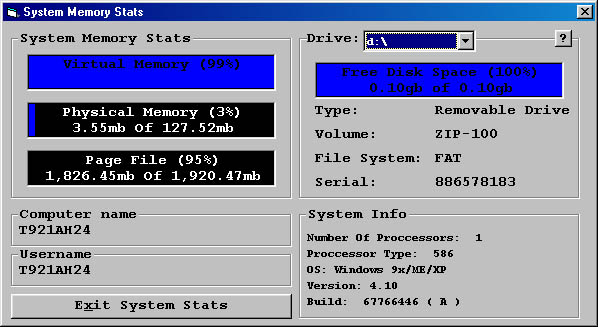 System Memory Stats
System Memory Stats
Virtual Memory (99%)
Physical Memory (3%)
3.55mb Of 127.52mb
Page File (95%)
1,826.45mb Of 1,920.47mb
Computer name
T921AH24
Username
T921AH24
Exit System Stats
Drive: d:\
?
Free Disk Space (100%)
0.10gb of 0.10gb
Type: Removable Drive
Volume: ZIP-100
File System: FAT
Serial: 886578183
System Info
Number Of Proccessors: 1
Proccessor Type: 586
OS: Windows 9x/ME/XP
Version: 4.10
Build: 67766446 ( A )